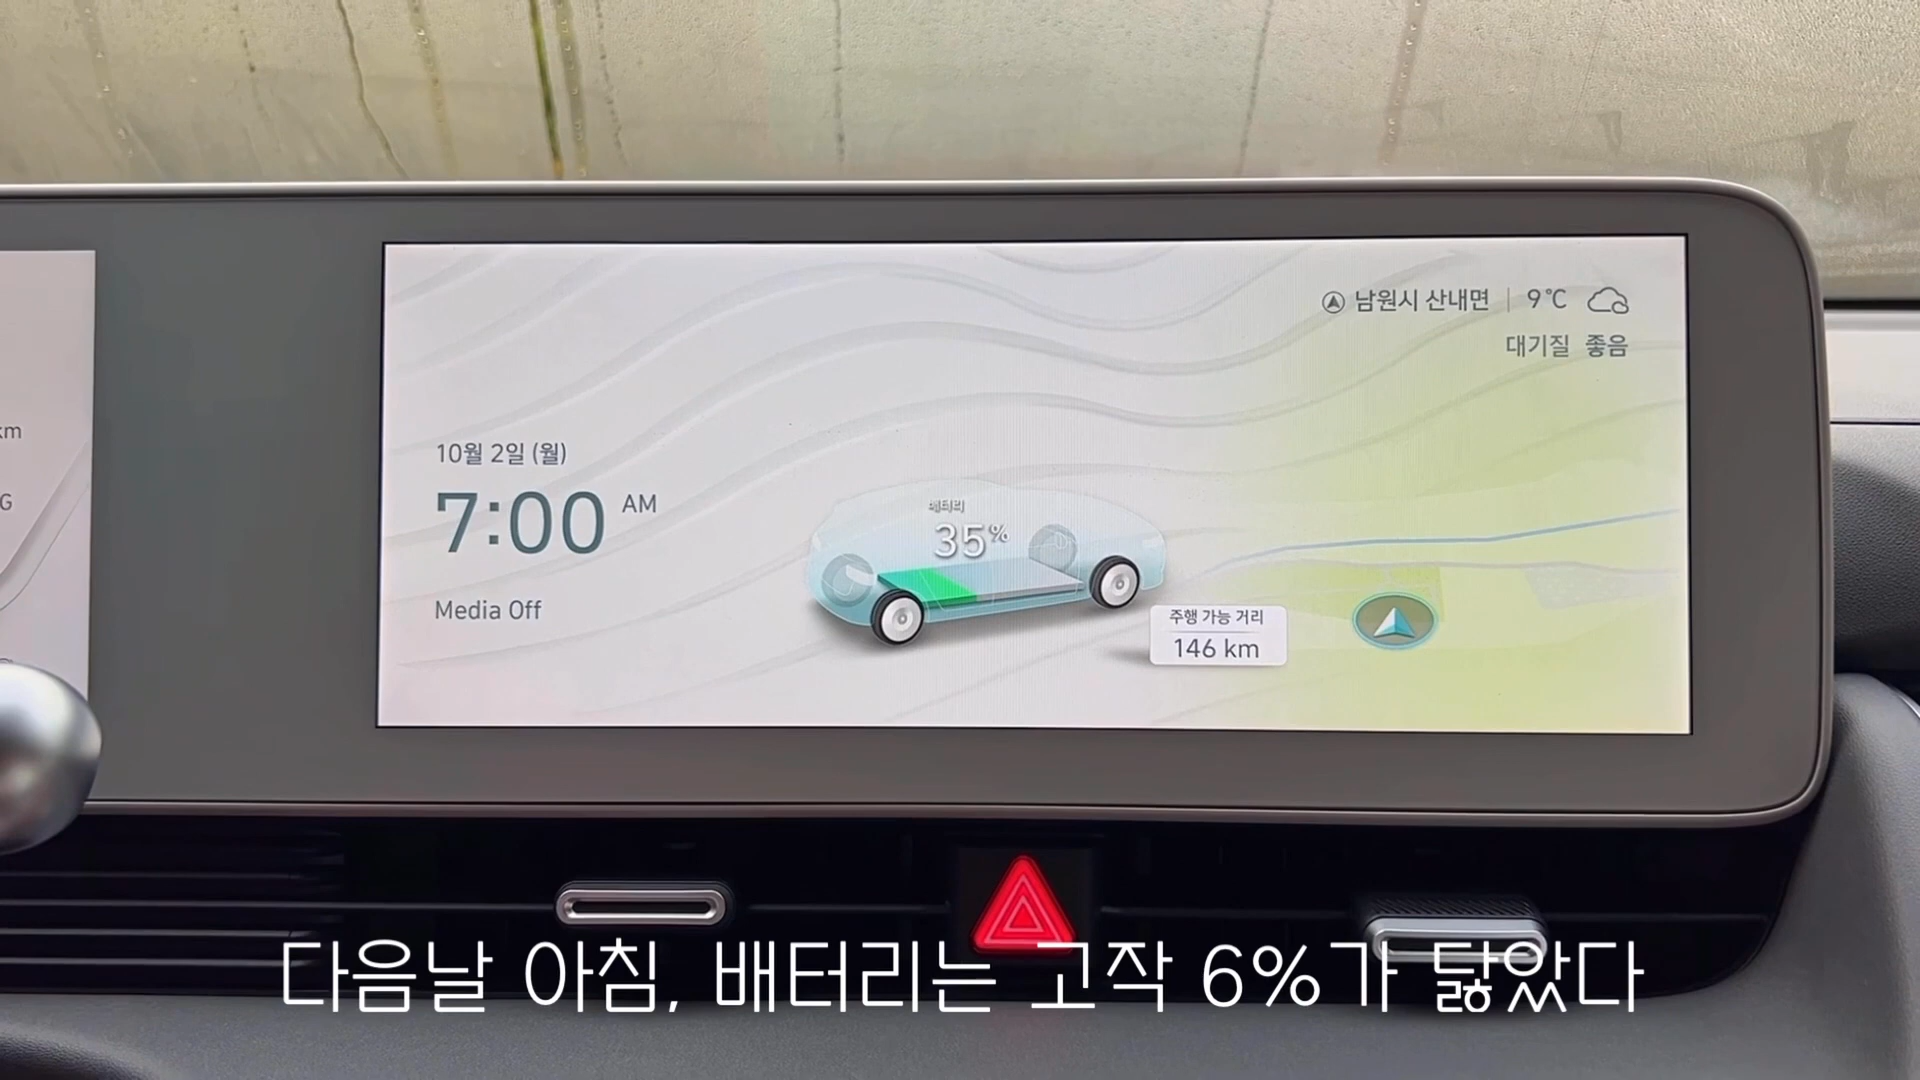 km
G
남원시 산내면 | 9°C
대기질 좋음
10월 2일 (월)
7:00 AM
Media Off
배터리
35%
주행 가능 거리
146 km
다음날 아침, 배터리는 고작 6%가 닳았다